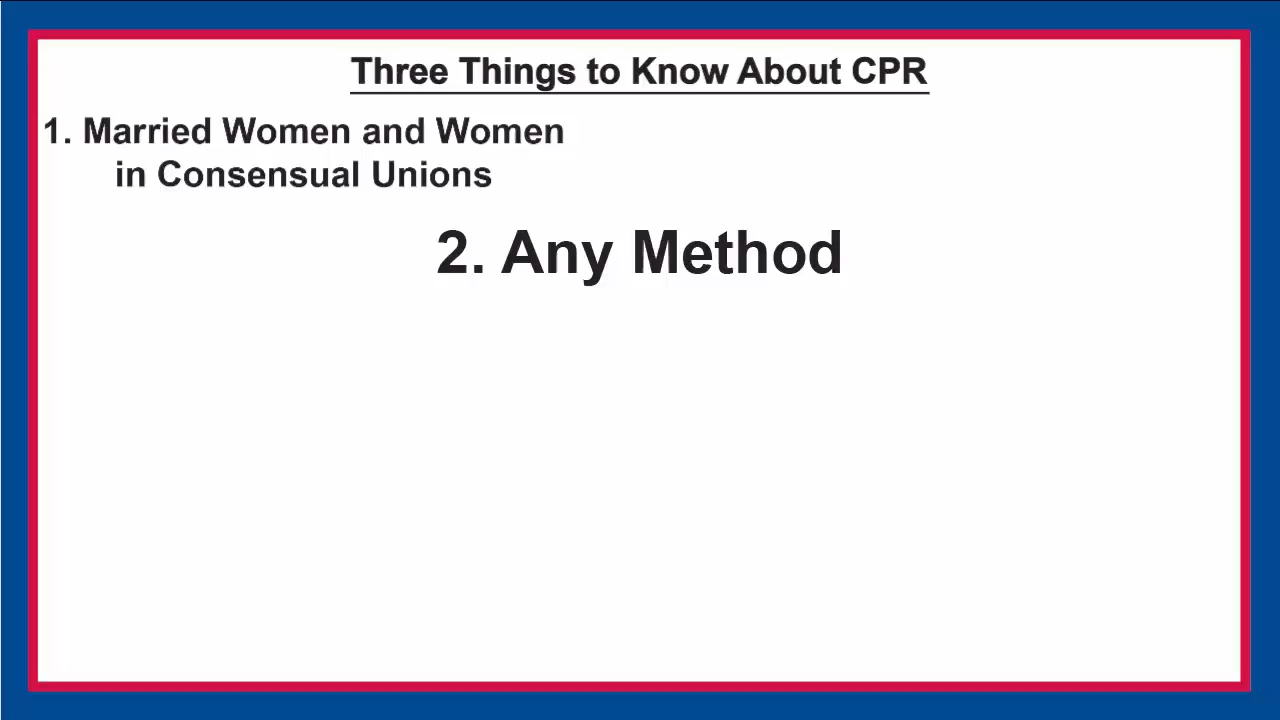 Three Things to Know About CPR
1. Married Women and Women
in Consensual Unions
2. Any Method